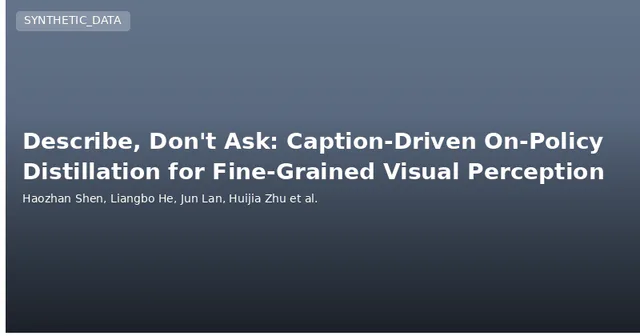 SYNTHETIC_DATA
Describe, Don't Ask: Caption-Driven On-Policy
Distillation for Fine-Grained Visual Perception
Haozhan Shen, Liangbo He, Jun Lan, Huijia Zhu et al.